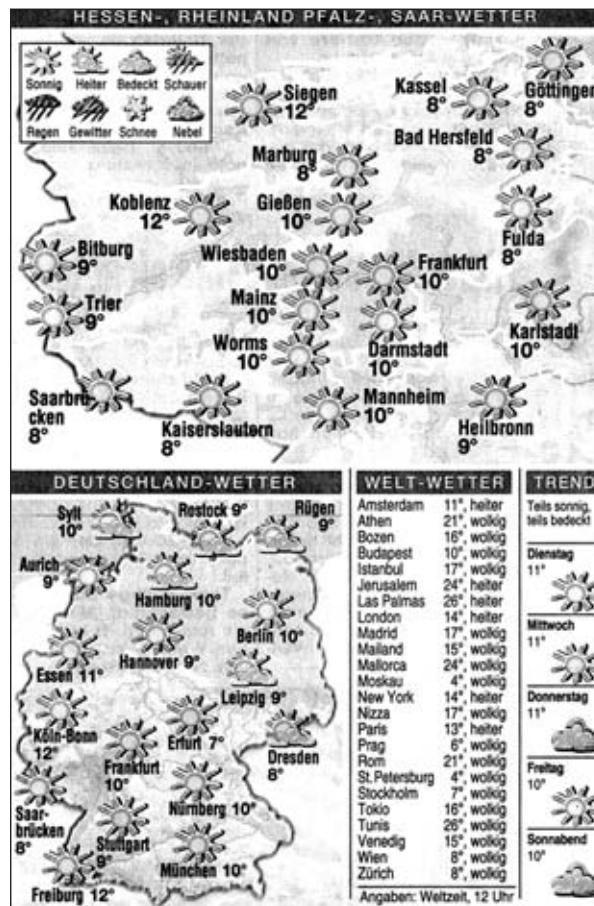 HESSEN-, RHEINLAND PFALZ-, SAAR-WETTER
Sonnig Heiter Bedeckt Schauer
Regen Gewitter Schnee Nebel
Siegen
12°
Kassel
8°
Göttingen
8°
Marburg
8°
Bad Hersfeld
8°
Koblenz
12°
Gießen
10°
Fulda
8°
Bitburg
9°
Wiesbaden
10°
Frankfurt
10°
Trier
9°
Mainz
10°
Darmstadt
10°
Karlstadt
10°
Worms
10°
Saarbrü-
cken
8°
Kaiserslautern
8°
Mannheim
10°
Heilbronn
9°
DEUTSCHLAND-WETTER
Sylt
10°
Rostock 9°
Rügen
9°
Aurich
9°
Hamburg 10°
Berlin 10°
Essen 11°
Hannover 9°
Leipzig 9°
Köln-Bonn
12°
Erfurt 7°
Dresden
8°
Frankfurt
10°
Saar-
brücken
8°
Nürnberg 10°
Stuttgart
9°
München 10°
Freiburg 12°
WELT-WETTER
Amsterdam 11°, heiter
Athen 21°, wolkig
Bozen 16°, wolkig
Budapest 10°, wolkig
Istanbul 17°, wolkig
Jerusalem 24°, heiter
Las Palmas 26°, heiter
London 14°, heiter
Madrid 17°, wolkig
Mailand 15°, wolkig
Mallorca 24°, wolkig
Moskau 4°, wolkig
New York 14°, heiter
Nizza 17°, wolkig
Paris 13°, heiter
Prag 6°, wolkig
Rom 21°, wolkig
St.Petersburg 4°, wolkig
Stockholm 7°, wolkig
Tokio 16°, wolkig
Tunis 26°, wolkig
Venedig 15°, wolkig
Wien 8°, wolkig
Zürich 8°, wolkig
Angaben: Weltzeit, 12 Uhr
TREND
Teils sonnig,
teils bedeckt
Dienstag
11°
Mittwoch
11°
Donnerstag
11°
Freitag
10°
Sonnabend
10°